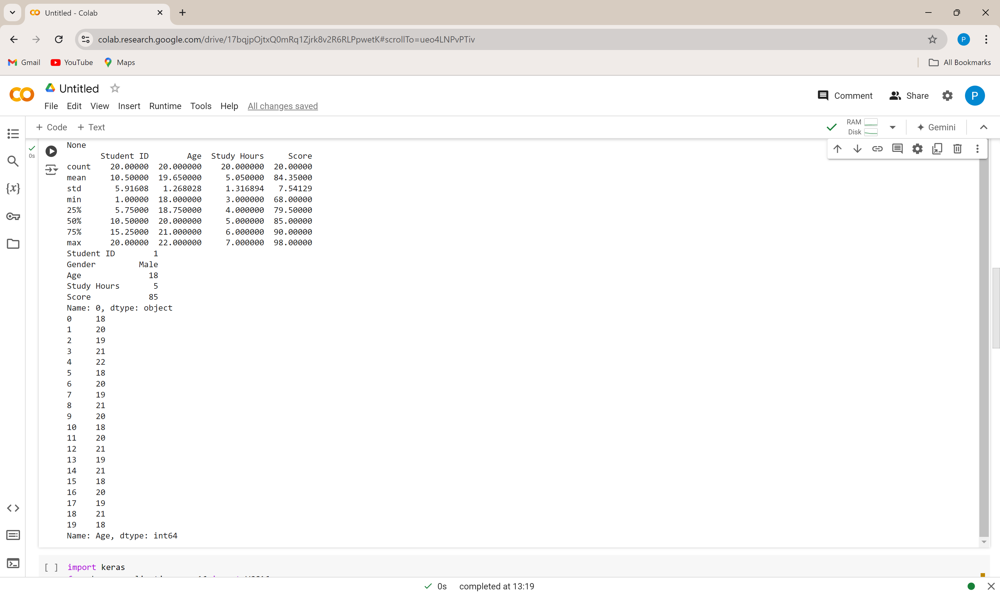 Untitled - Colab
colab.research.google.com/drive/17bqjpOjtxQ0mRq1Zjrk8v2R6RLPpwetK#scrollTo=ueo4LNPvPTiv
P
Gmail YouTube Maps All Bookmarks
Untitled
File Edit View Insert Runtime Tools Help All changes saved
Comment Share P
+ Code + Text
RAM
Disk
Gemini
0s
None
Student ID Age Study Hours Score
count 20.00000 20.000000 20.000000 20.00000
mean 10.50000 19.650000 5.050000 84.35000
std 5.91608 1.268028 1.316894 7.54129
min 1.00000 18.000000 3.000000 68.00000
25% 5.75000 18.750000 4.000000 79.50000
50% 10.50000 20.000000 5.000000 85.00000
75% 15.25000 21.000000 6.000000 90.00000
max 20.00000 22.000000 7.000000 98.00000
Student ID 1
Gender Male
Age 18
Study Hours 5
Score 85
Name: 0, dtype: object
0 18
1 20
2 19
3 21
4 22
5 18
6 20
7 19
8 21
9 20
10 18
11 20
12 21
13 19
14 21
15 18
16 20
17 19
18 21
19 18
Name: Age, dtype: int64
[ ] import keras
0s completed at 13:19